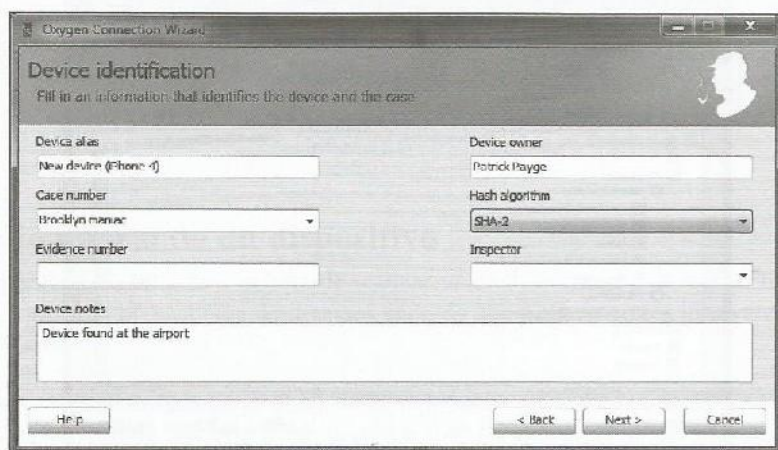 Oxygen Connection Wizard
Device identification
Fill in an information that identifies the device and the case
Device alias
New device (iPhone 4)
Device owner
Patrick Payge
Case number
Brooklyn maniac
Hash algorithm
SHA-2
Evidence number
Inspector
Device notes
Device found at the airport
Help
< Back
Next >
Cancel